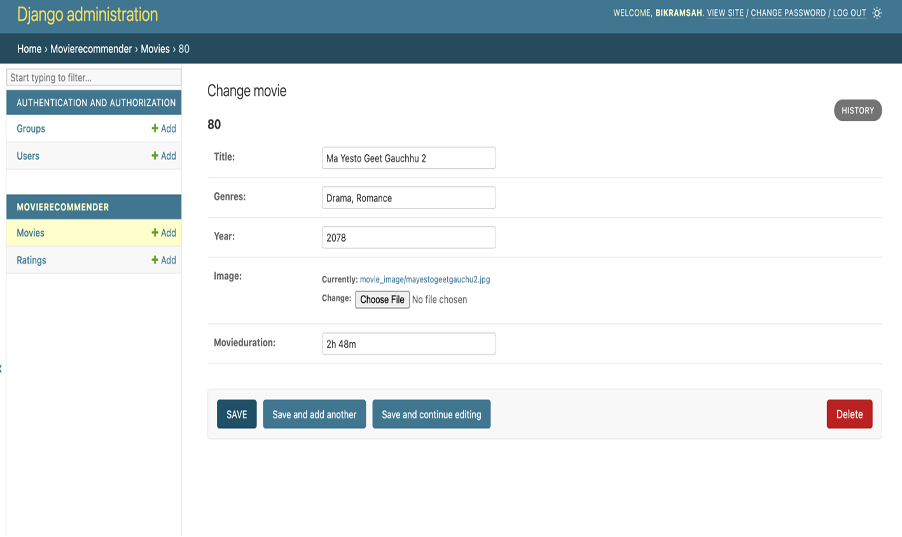 Django administration
WELCOME, BIKRAMSAH. VIEW SITE / CHANGE PASSWORD / LOG OUT
Home › Movierecommender › Movies › 80
Start typing to filter...
AUTHENTICATION AND AUTHORIZATION
Groups + Add
Users + Add
MOVIERECOMMENDER
Movies + Add
Ratings + Add
Change movie
HISTORY
80
Title: Ma Yesto Geet Gauchhu 2
Genres: Drama, Romance
Year: 2078
Image: Currently: movie_image/mayestogeetgauchu2.jpg
Change: Choose File No file chosen
Movieduration: 2h 48m
SAVE Save and add another Save and continue editing Delete